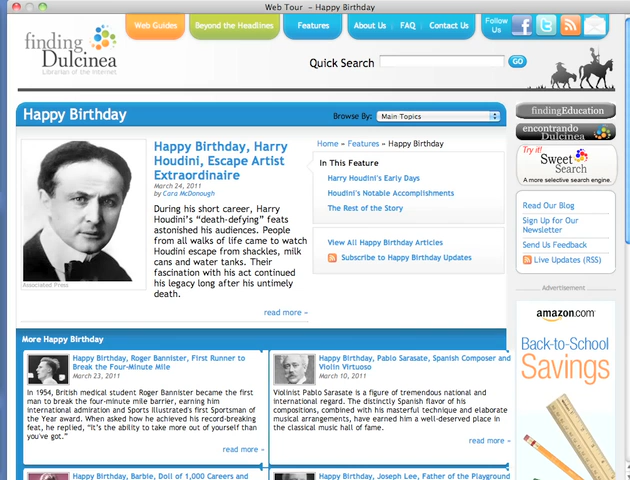 Web Tour - Happy Birthday
Web Guides
Beyond the Headlines
Features
About Us | FAQ | Contact Us
Follow
Us
finding
Dulcinea
Librarian of the Internet
Quick Search
GO
Happy Birthday
Browse By:
Main Topics
findingEducation
encontrando
Dulcinea
Try it!
Sweet
Search
A more selective search engine.
Happy Birthday, Harry
Houdini, Escape Artist
Extraordinaire
March 24, 2011
by Cara McDonough
During his short career, Harry
Houdini's "death-defying" feats
astonished his audiences. People
from all walks of life came to watch
Houdini escape from shackles, milk
cans and water tanks. Their
fascination with his act continued
his legacy long after his untimely
death.
Associated Press
read more »
Home » Features » Happy Birthday
In This Feature
Harry Houdini's Early Days
Houdini's Notable Accomplishments
The Rest of the Story
View All Happy Birthday Articles
Subscribe to Happy Birthday Updates
Read Our Blog
Sign Up for Our
Newsletter
Send Us Feedback
Live Updates (RSS)
Advertisement
amazon.com
Back-to-School
Savings
More Happy Birthday
Happy Birthday, Roger Bannister, First Runner to
Break the Four-Minute Mile
March 23, 2011
In 1954, British medical student Roger Bannister became the first
man to break the four-minute mile barrier, earning him
international admiration and Sports Illustrated's first Sportsman of
the Year award. When asked how he achieved his record-breaking
feat, he replied, "It's the ability to take more out of yourself than
you've got."
read more »
Happy Birthday, Pablo Sarasate, Spanish Composer and
Violin Virtuoso
March 10, 2011
Violinist Pablo Sarasate is a figure of tremendous national and
international regard. The distinctly Spanish flavor of his
compositions, combined with his masterful technique and elaborate
musical arrangements, have earned him a well-deserved place in
the classical music hall of fame.
read more »
Happy Birthday, Barbie, Doll of 1,000 Careers and
Happy Birthday, Joseph Lee, Father of the Playground